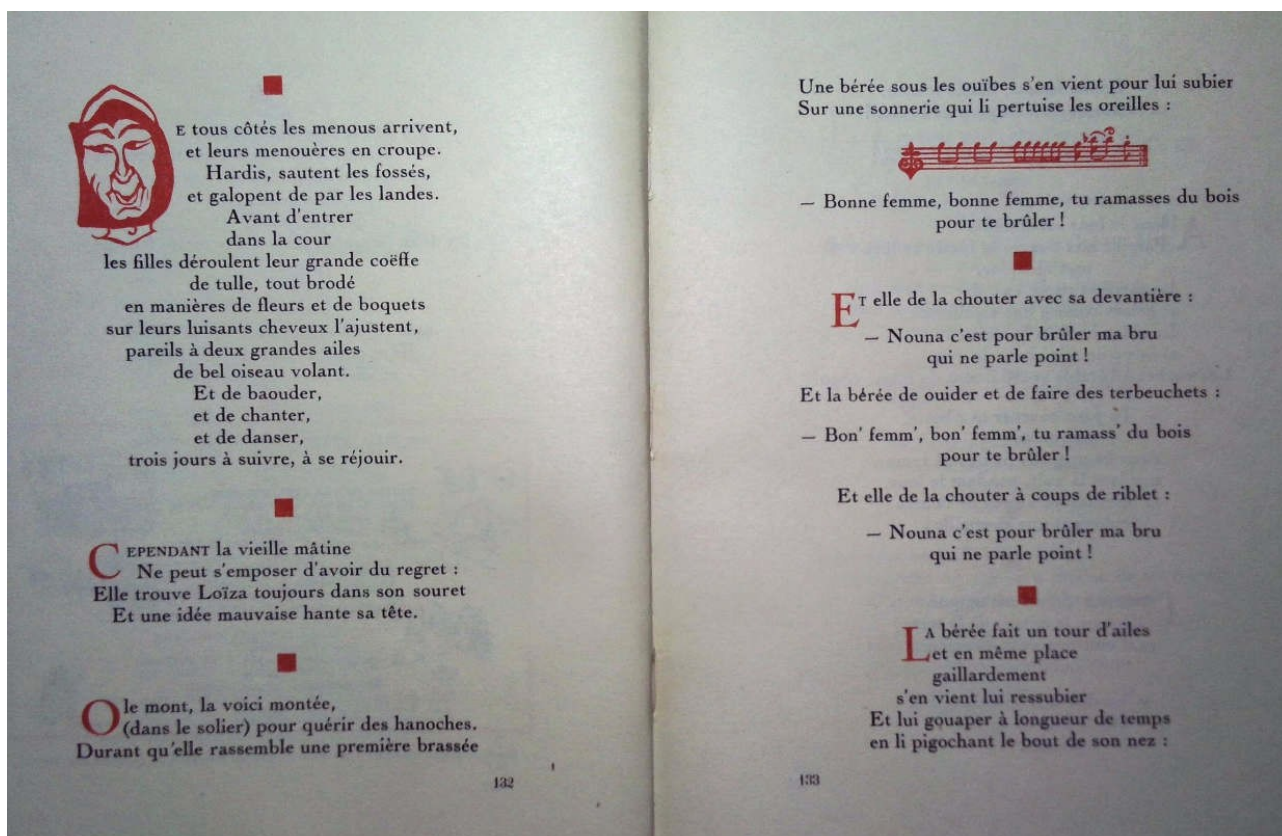 DE tous côtés les menous arrivent,
et leurs menouères en croupe.
Hardis, sautent les fossés,
et galopent de par les landes.
Avant d'entrer
dans la cour
les filles déroulent leur grande coëffe
de tulle, tout brodé
en manières de fleurs et de boquets
sur leurs luisants cheveux l'ajustent,
pareils à deux grandes ailes
de bel oiseau volant.
Et de baouder,
et de chanter,
et de danser,
trois jours à suivre, à se réjouir.
CEPENDANT la vieille mâtine
Ne peut s'emposer d'avoir du regret :
Elle trouve Loïza toujours dans son souret
Et une idée mauvaise hante sa tête.
O le mont, la voici montée,
(dans le solier) pour quérir des hanoches.
Durant qu'elle rassemble une première brassée
132
Une bérée sous les ouïbes s'en vient pour lui subier
Sur une sonnerie qui li pertuise les oreilles :
— Bonne femme, bonne femme, tu ramasses du bois
pour te brûler !
ET elle de la chouter avec sa devantière :
— Nouna c'est pour brûler ma bru
qui ne parle point !
Et la bérée de ouider et de faire des terbeuchets :
— Bon' femm', bon' femm', tu ramass' du bois
pour te brûler !
Et elle de la chouter à coups de riblet :
— Nouna c'est pour brûler ma bru
qui ne parle point !
LA bérée fait un tour d'ailes
et en même place
gaillardement
s'en vient lui ressubier
Et lui gouaper à longueur de temps
en li pigochant le bout de son nez :
133